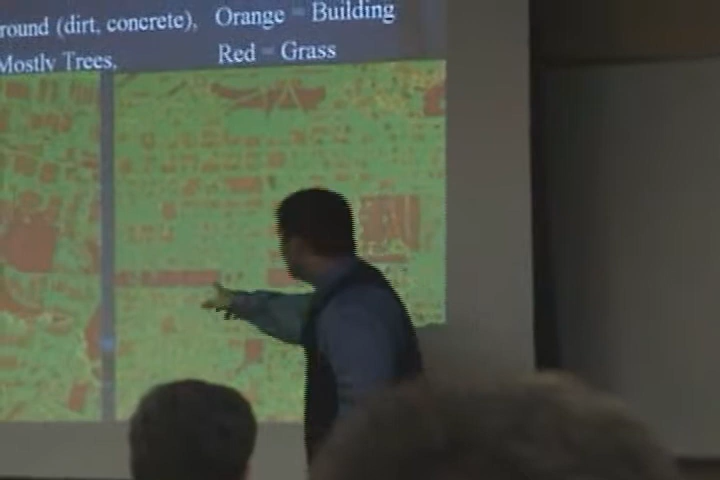 round (dirt, concrete), Orange = Building
Mostly Trees, Red = Grass